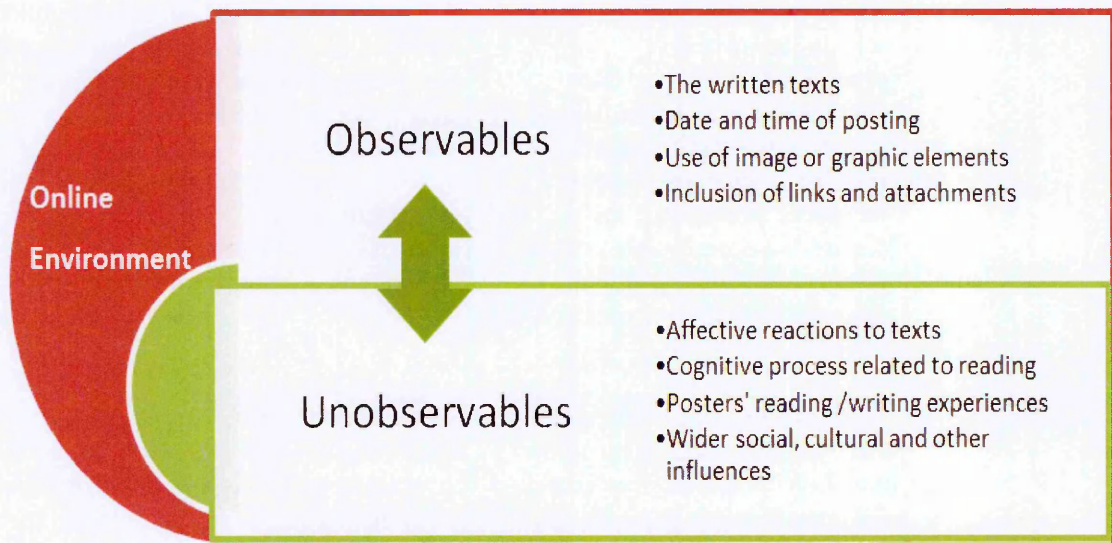 Online
Environment
Observables
•The written texts
•Date and time of posting
•Use of image or graphic elements
•Inclusion of links and attachments
Unobservables
•Affective reactions to texts
•Cognitive process related to reading
•Posters' reading /writing experiences
•Wider social, cultural and other
influences